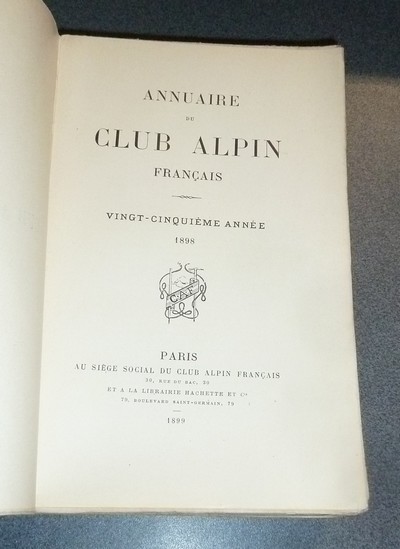 ANNUAIRE
DU
CLUB ALPIN
FRANÇAIS
VINGT-CINQUIÈME ANNÉE
1898
CAF
PARIS
AU SIÈGE SOCIAL DU CLUB ALPIN FRANÇAIS
30, RUE DU BAC, 30
ET A LA LIBRAIRIE HACHETTE ET Cie
79, BOULEVARD SAINT-GERMAIN, 79
1899